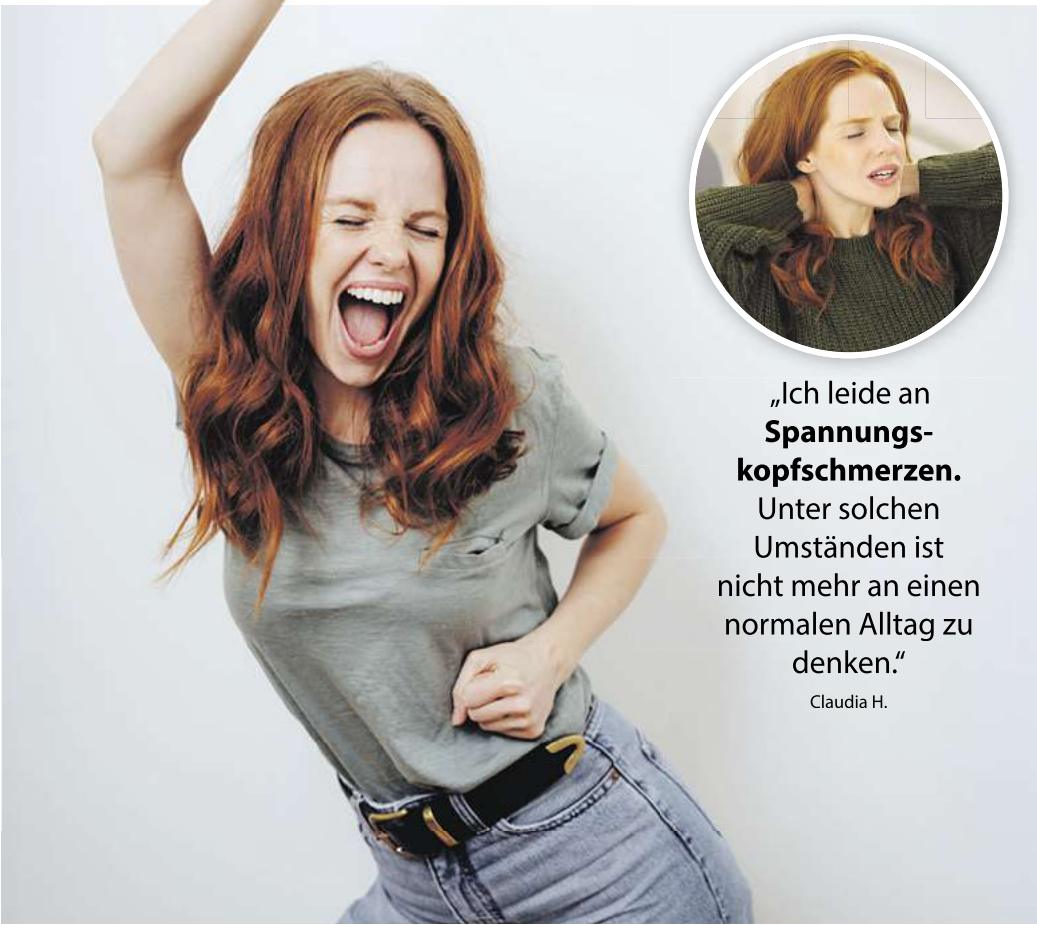 „Ich leide an
Spannungs-
kopfschmerzen.
Unter solchen
Umständen ist
nicht mehr an einen
normalen Alltag zu
denken.“
Claudia H.